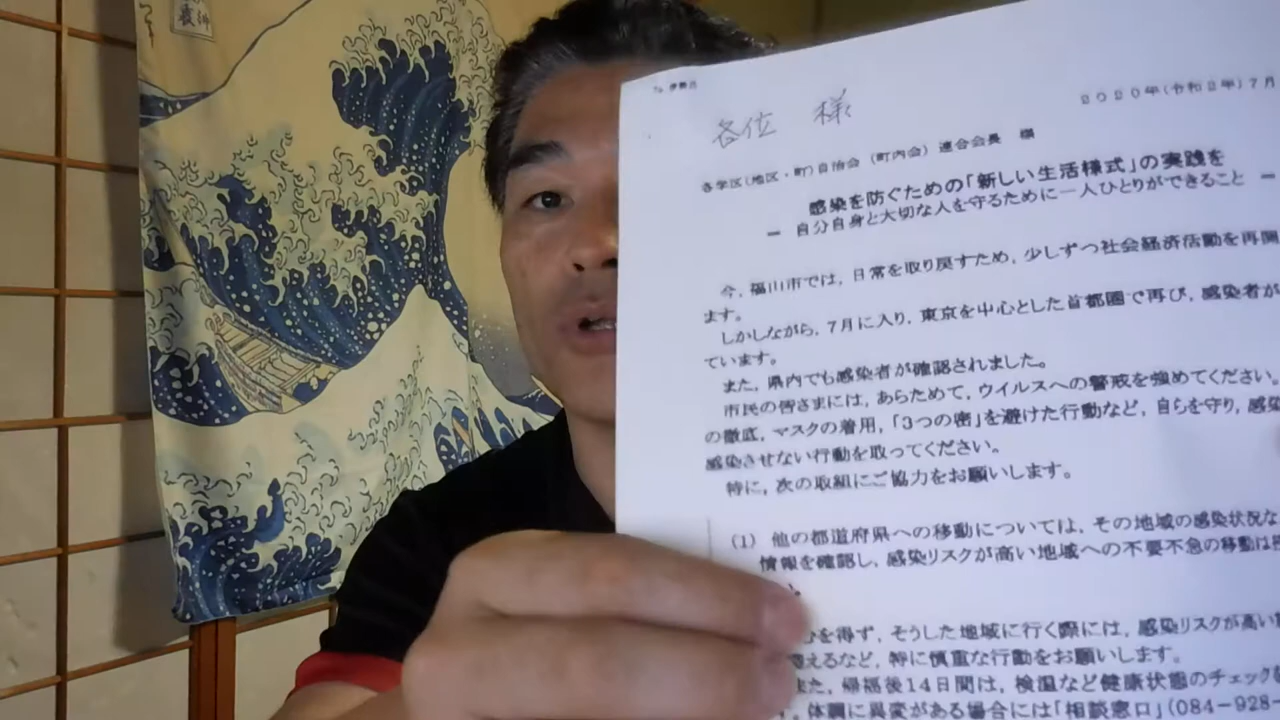 各位 様
2020年(令和2年)7月
各学区(地区・町)自治会(町内会)連合会長 様
感染を防ぐための「新しい生活様式」の実践を
ー 自分自身と大切な人を守るために一人ひとりができること ー
今,福山市では,日常を取り戻すため,少しずつ社会経済活動を再開
ます。
しかしながら,7月に入り,東京を中心とした首都圏で再び,感染者が
ています。
また,県内でも感染者が確認されました。
市民の皆さまには,あらためて,ウイルスへの警戒を強めてください。
の徹底,マスクの着用,「3つの密」を避けた行動など,自らを守り,感染
感染させない行動を取ってください。
特に,次の取組にご協力をお願いします。
(1) 他の都道府県への移動については,その地域の感染状況な
情報を確認し,感染リスクが高い地域への不要不急の移動は
を得ず,そうした地域に行く際には,感染リスクが高い
控えるなど,特に慎重な行動をお願いします。
また,帰福後14日間は,検温など健康状態のチェック
体調に異変がある場合には「相談窓口」(084-928-